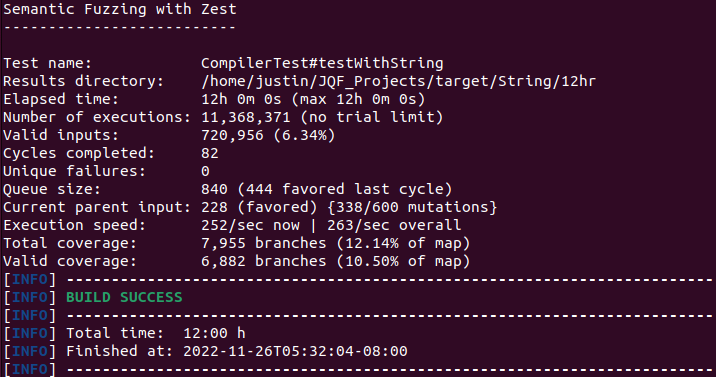 Semantic Fuzzing with Zest
--------------------------
Test name:            CompilerTest#testWithString
Results directory:    /home/justin/JQF_Projects/target/String/12hr
Elapsed time:         12h 0m 0s (max 12h 0m 0s)
Number of executions: 11,368,371 (no trial limit)
Valid inputs:         720,956 (6.34%)
Cycles completed:     82
Unique failures:      0
Queue size:           840 (444 favored last cycle)
Current parent input: 228 (favored) {338/600 mutations}
Execution speed:      252/sec now | 263/sec overall
Total coverage:       7,955 branches (12.14% of map)
Valid coverage:       6,882 branches (10.50% of map)
[INFO] ------------------------------------------------------------------------
[INFO] BUILD SUCCESS
[INFO] ------------------------------------------------------------------------
[INFO] Total time:  12:00 h
[INFO] Finished at: 2022-11-26T05:32:04-08:00
[INFO] ------------------------------------------------------------------------